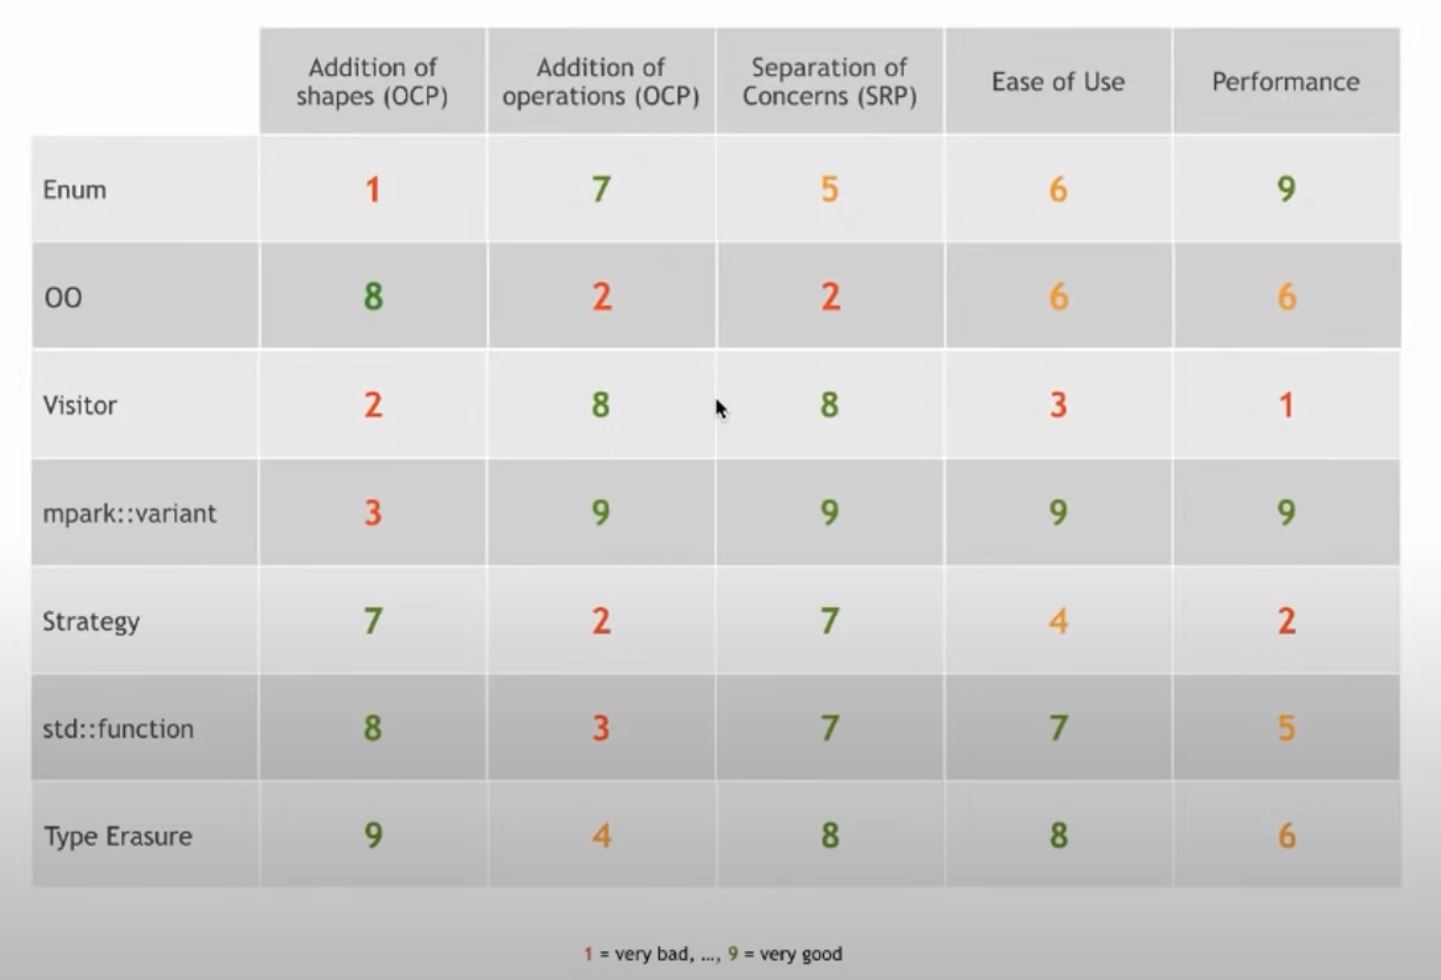 Addition of
shapes (OCP)
Addition of
operations (OCP)
Separation of
Concerns (SRP)
Ease of Use
Performance
Enum 1 7 5 6 9
OO 8 2 2 6 6
Visitor 2 8 8 3 1
mpark::variant 3 9 9 9 9
Strategy 7 2 7 4 2
std::function 8 3 7 7 5
Type Erasure 9 4 8 8 6
1 = very bad, ..., 9 = very good